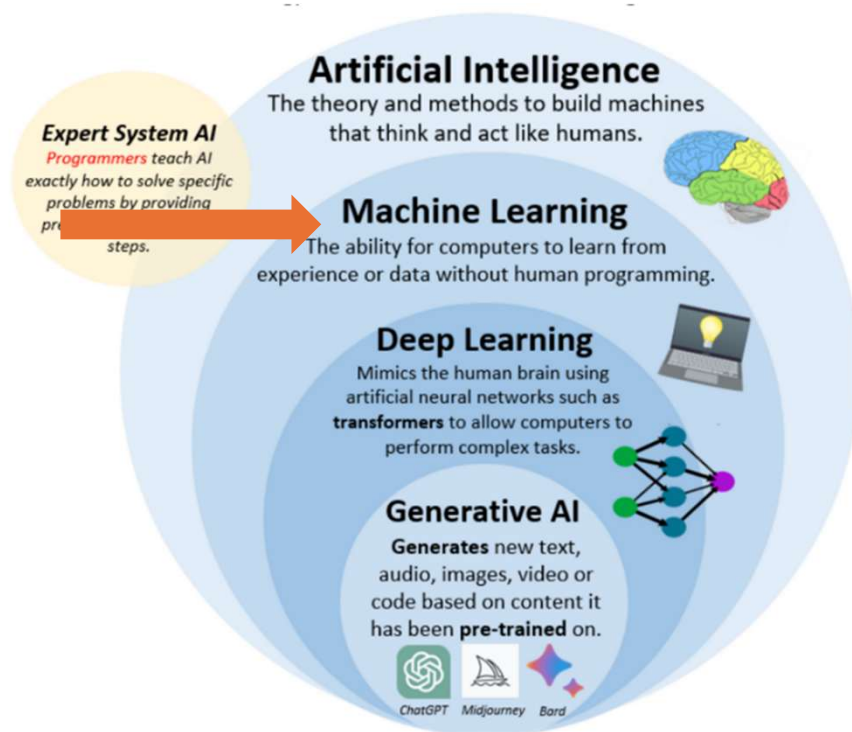 Artificial Intelligence
The theory and methods to build machines
that think and act like humans.
Expert System AI
Programmers teach AI
exactly how to solve specific
problems by providing
steps.
Machine Learning
The ability for computers to learn from
experience or data without human programming.
Deep Learning
Mimics the human brain using
artificial neural networks such as
transformers to allow computers to
perform complex tasks.
Generative AI
Generates new text,
audio, images, video or
code based on content it
has been pre-trained on.
ChatGPT Midjourney Bard